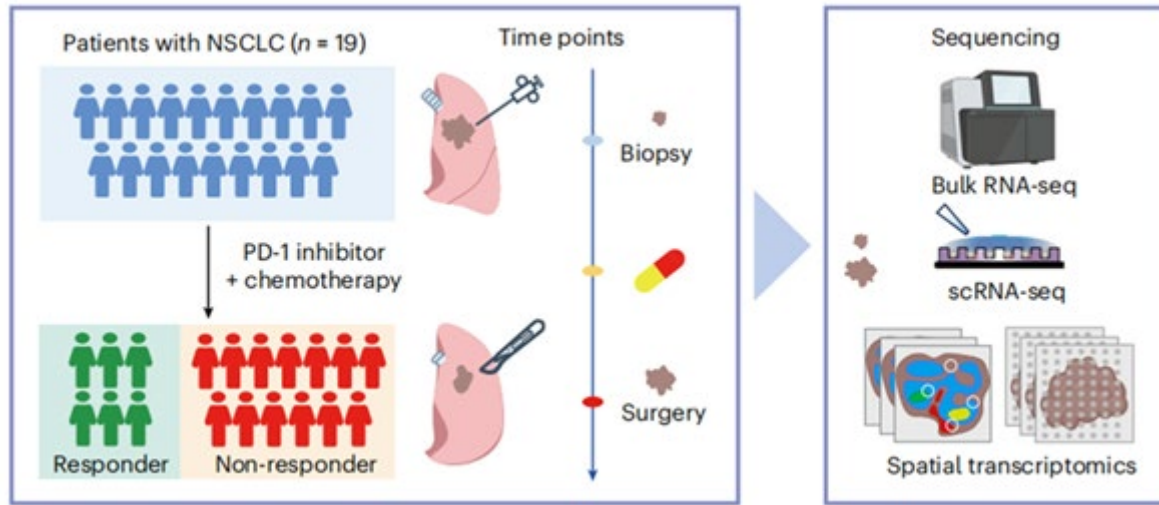 Patients with NSCLC (n = 19)
Time points
Biopsy
PD-1 inhibitor
+ chemotherapy
Surgery
Responder
Non-responder
Sequencing
Bulk RNA-seq
scRNA-seq
Spatial transcriptomics